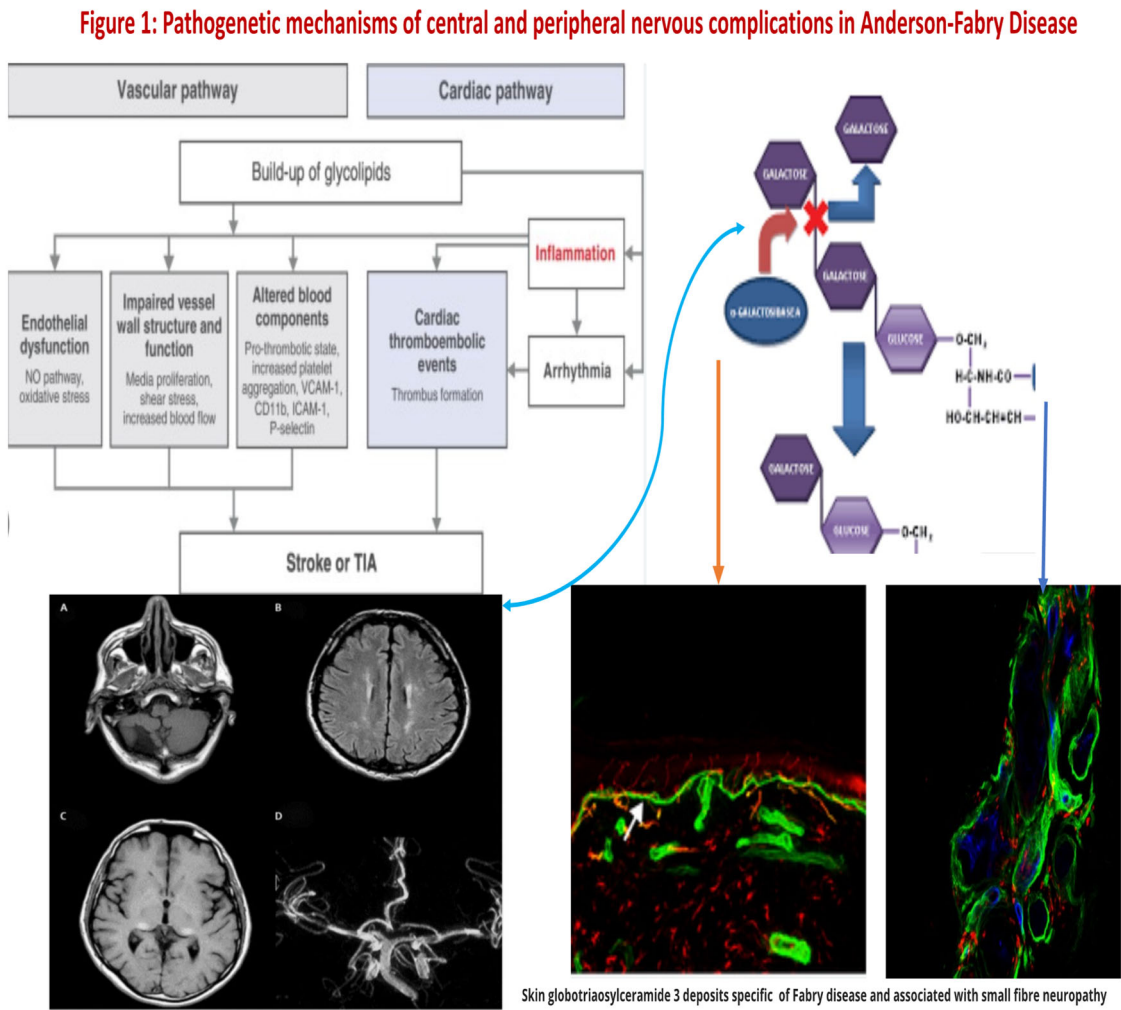 Figure 1: Pathogenetic mechanisms of central and peripheral nervous complications in Anderson-Fabry Disease
Vascular pathway
Cardiac pathway
Build-up of glycolipids
Inflammation
Endothelial
dysfunction
NO pathway,
oxidative stress
Impaired vessel
wall structure and
function
Media proliferation,
shear stress,
increased blood flow
Altered blood
components
Pro-thrombotic state,
increased platelet
aggregation, VCAM-1,
CD11b, ICAM-1,
P-selectin
Cardiac
thromboembolic
events
Thrombus formation
Arrhythmia
Stroke or TIA
GALACTOSE
GALACTOSE
GALACTOSE
α-GALACTOSIDASE A
GLUCOSE
O-CH₂
H-C-NH-CO
HO-CH-CH=CH
GALACTOSE
GLUCOSE
O-CH₂
A
B
C
D
Skin globotriaosylceramide 3 deposits specific of Fabry disease and associated with small fibre neuropathy